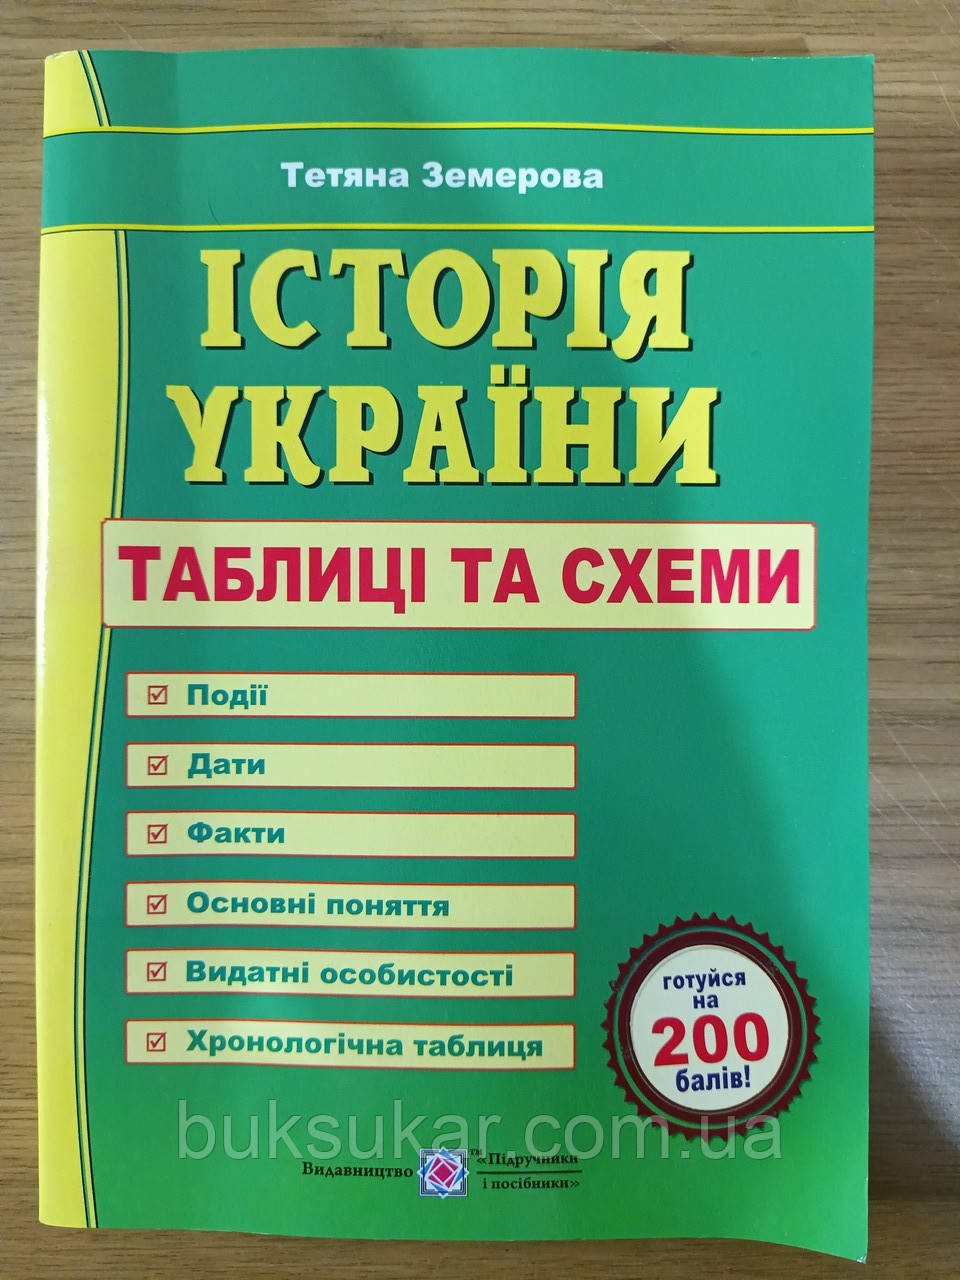 Тетяна Земерова
ІСТОРІЯ
УКРАЇНИ
ТАБЛИЦІ ТА СХЕМИ
Події
Дати
Факти
Основні поняття
Видатні особистості
Хронологічна таблиця
готуйся
на
200
балів!
buksukar.com.ua
Видавництво
™ «Підручники
і посібники»